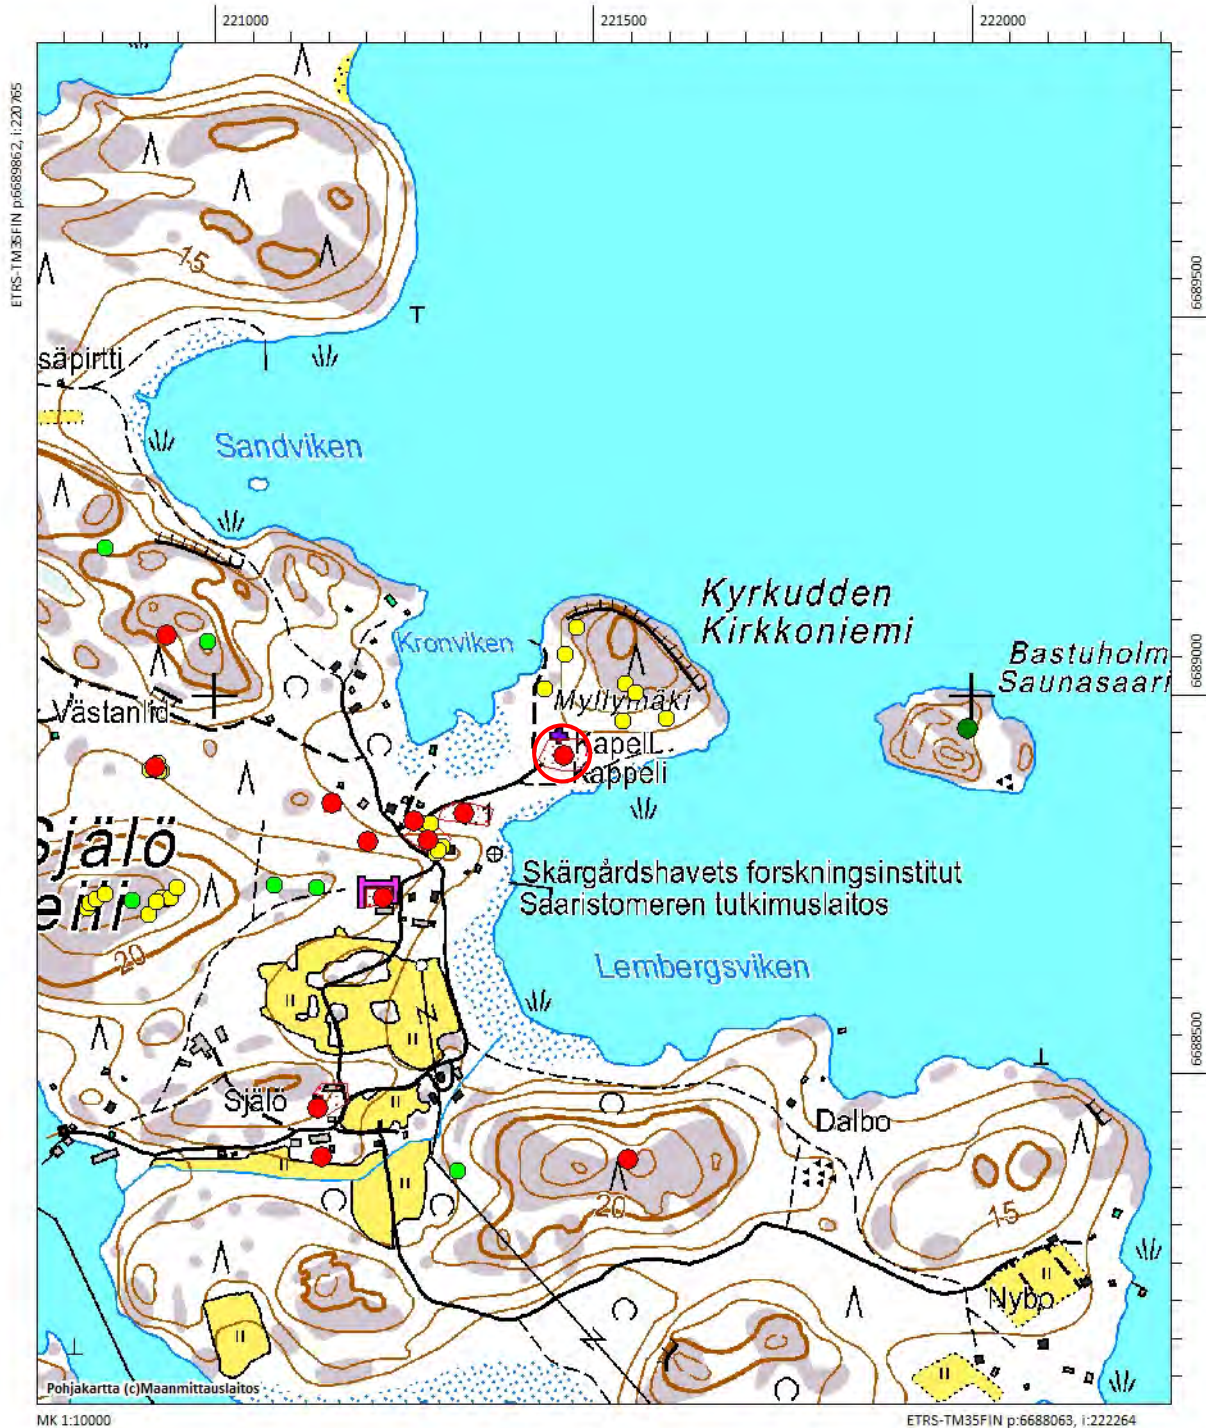 221000
221500
222000
ETRS-TM35FIN p:6689862, i:220765
15
T
6689500
säpirtti
Sandviken
Kyrkudden
Kirkkoniemi
Kronviken
Bastuholm
Saunasaari
6689000
Myllymäki
Västanlid
Kapell
Kappeli
Själö
Skärgårdshavets forskningsinstitut
Saaristomeren tutkimuslaitos
20
Lembergsviken
6688500
Själö
Dalbo
20
15
Nybo
Pohjakartta (c)Maanmittauslaitos
MK 1:10000
ETRS-TM35FIN p:6688063, i:222264